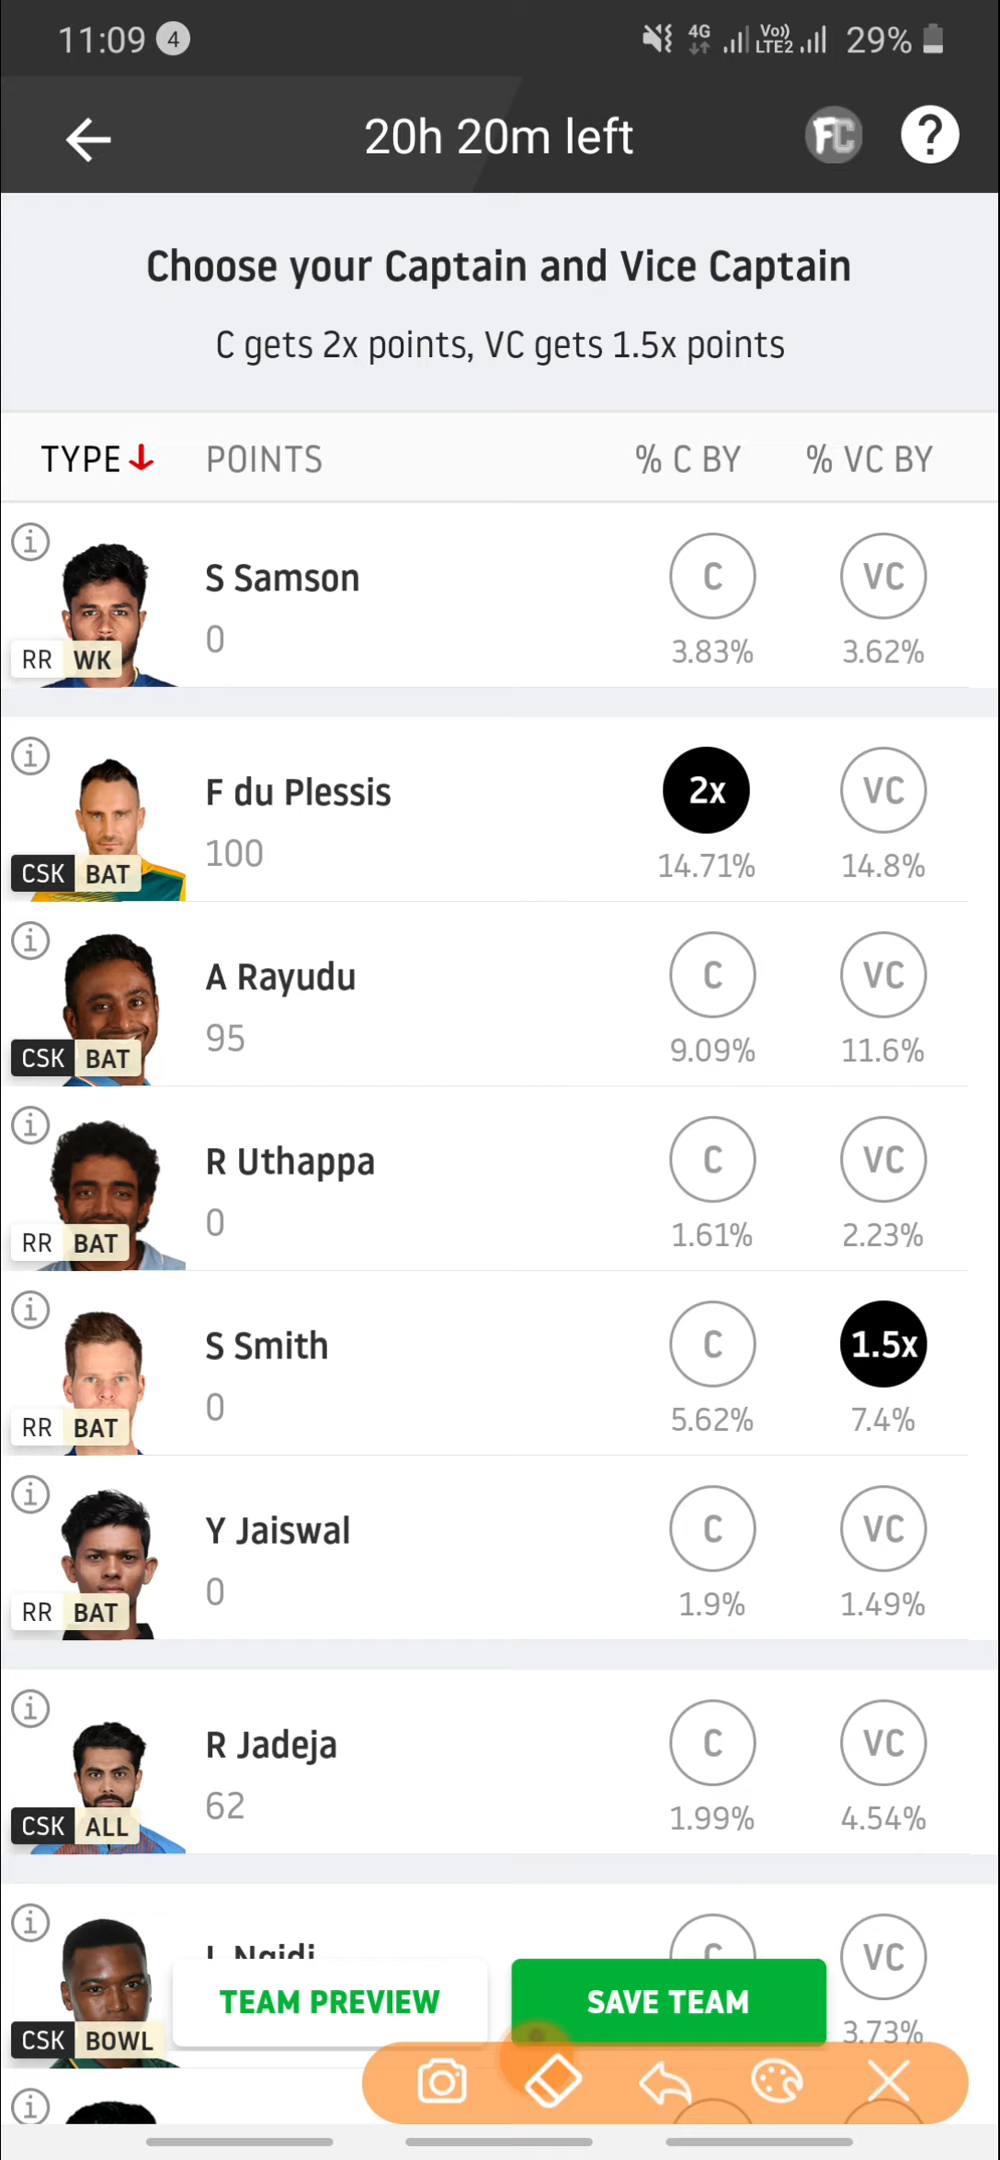 11:09 4 4G Vo)) LTE2 29%
20h 20m left FC ?
Choose your Captain and Vice Captain
C gets 2x points, VC gets 1.5x points
TYPE POINTS % C BY % VC BY
i
S Samson C VC
0 3.83% 3.62%
RR WK
i
F du Plessis 2x VC
100 14.71% 14.8%
CSK BAT
i
A Rayudu C VC
95 9.09% 11.6%
CSK BAT
i
R Uthappa C VC
0 1.61% 2.23%
RR BAT
i
S Smith C 1.5x
0 5.62% 7.4%
RR BAT
i
Y Jaiswal C VC
0 1.9% 1.49%
RR BAT
i
R Jadeja C VC
62 1.99% 4.54%
CSK ALL
i
L Ngidi C VC
TEAM PREVIEW SAVE TEAM
3.73%
CSK BOWL
i